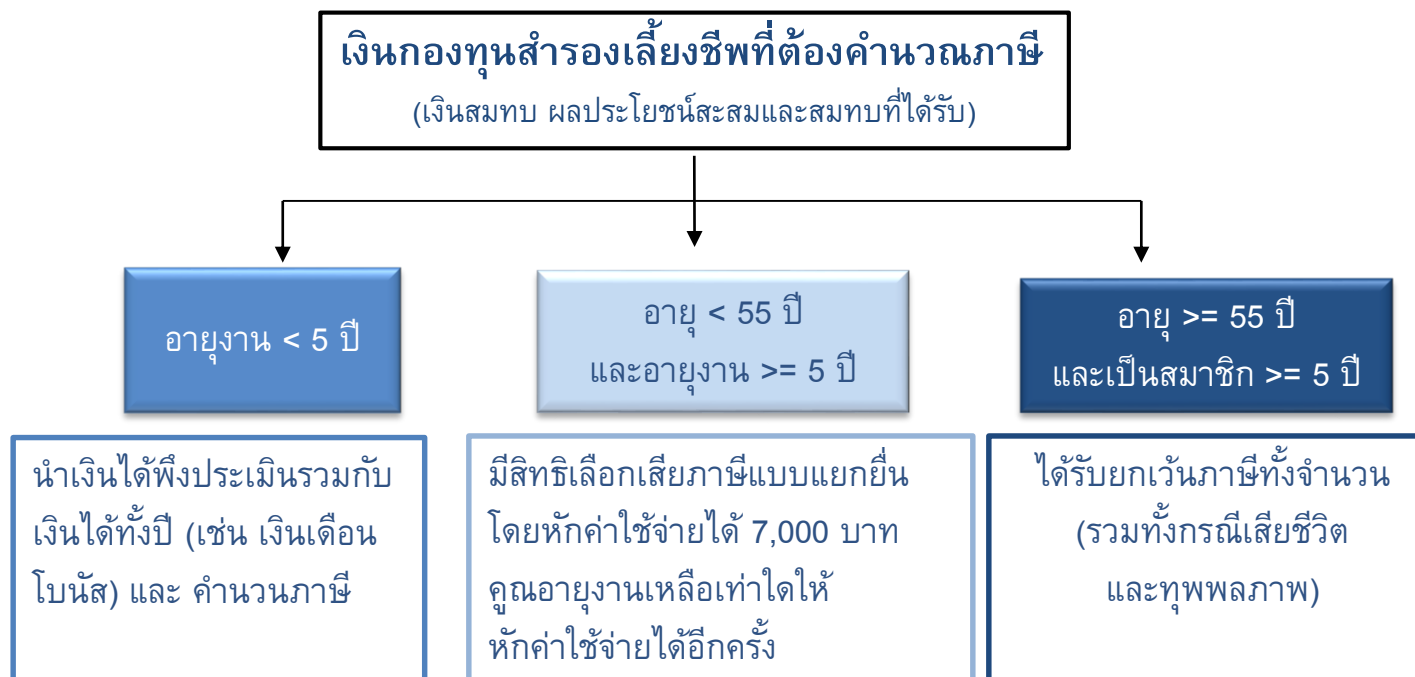 เงินกองทุนสำรองเลี้ยงชีพที่ต้องคำนวณภาษี
(เงินสมทบ ผลประโยชน์สะสมและสมทบที่ได้รับ)
อายุงาน < 5 ปี
อายุ < 55 ปี
และอายุงาน >= 5 ปี
อายุ >= 55 ปี
และเป็นสมาชิก >= 5 ปี
นำเงินได้พึงประเมินรวมกับ
เงินได้ทั้งปี (เช่น เงินเดือน
โบนัส) และ คำนวนภาษี
มีสิทธิเลือกเสียภาษีแบบแยกยื่น
โดยหักค่าใช้จ่ายได้ 7,000 บาท
คูณอายุงานเหลือเท่าใดให้
หักค่าใช้จ่ายได้อีกครั้ง
ได้รับยกเว้นภาษีทั้งจำนวน
(รวมทั้งกรณีเสียชีวิต
และทุพพลภาพ)